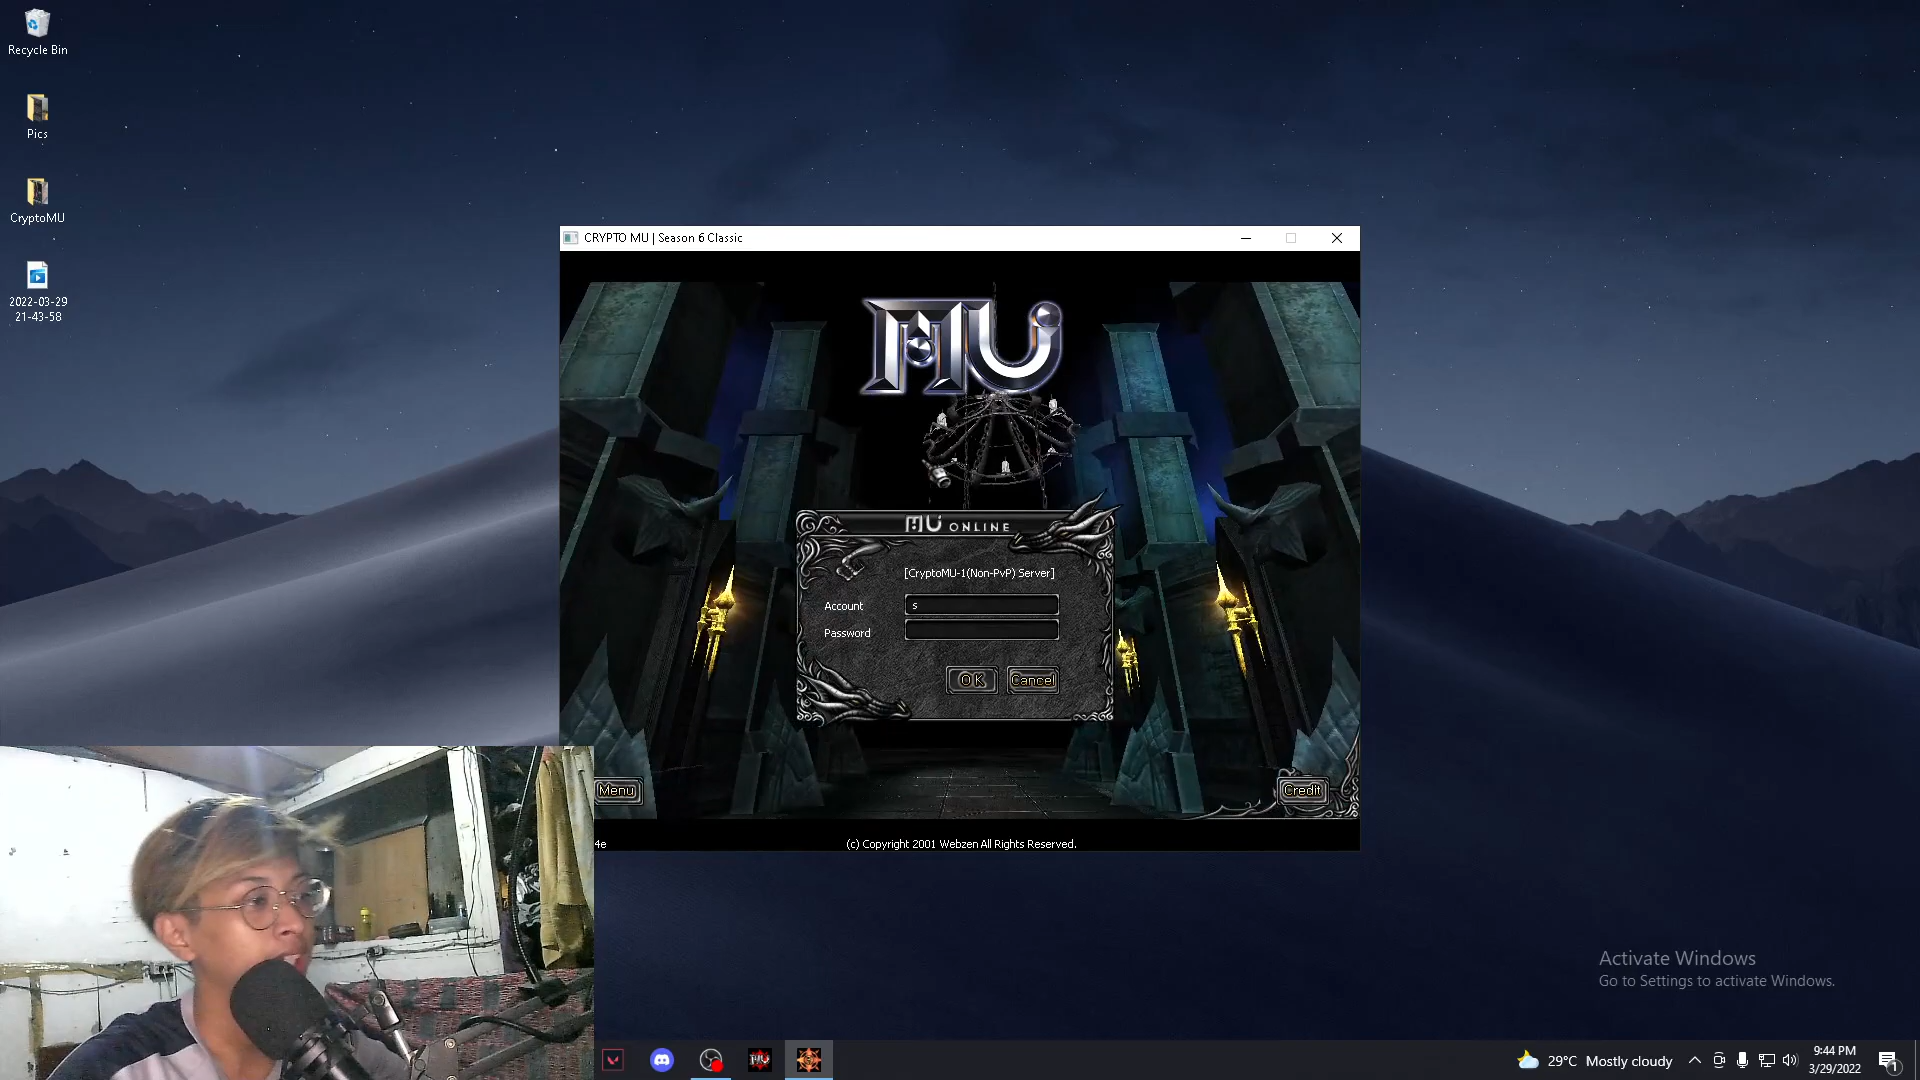 Recycle Bin
Pics
CryptoMU
2022-03-29
21-43-58
CRYPTO MU | Season 6 Classic
MU
MU ONLINE
[CryptoMU-1(Non-PvP) Server]
Account
s
Password
OK
Cancel
Menu
Credit
4e
(c) Copyright 2001 Webzen All Rights Reserved.
Activate Windows
Go to Settings to activate Windows.
MU
29°C Mostly cloudy
9:44 PM
3/29/2022
1